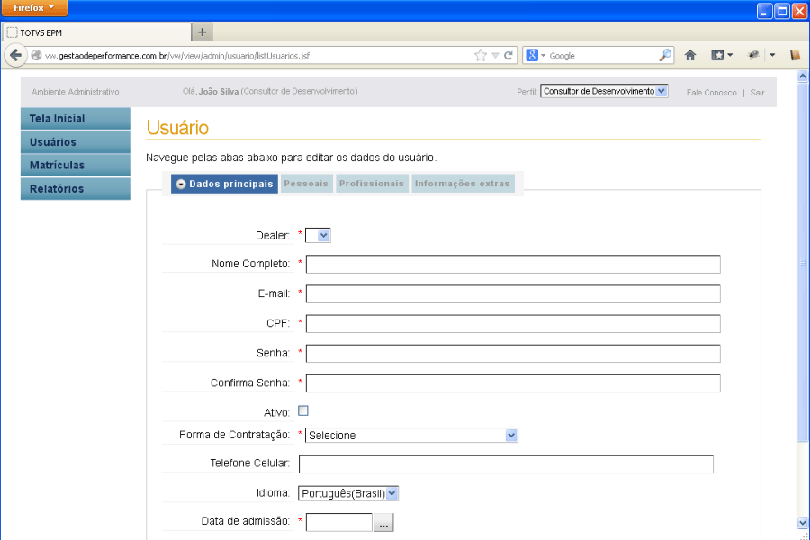 Firefox
TOTVS EPM
vw.gestaodeperformance.com.br/vw/view/admin/usuario/listUsuarios.jsf
Google
Ambiente Administrativo
Olá, João Silva (Consultor de Desenvolvimento)
Perfil Consultor de Desenvolvimento
Fale Conosco | Sair
Tela Inicial
Usuários
Matrículas
Relatórios
Usuário
Navegue pelas abas abaixo para editar os dados do usuário.
Dados principais Pessoais Profissionais Informações extras
Dealer: *
Nome Completo: *
E-mail: *
CPF: *
Senha: *
Confirma Senha: *
Ativo:
Forma de Contratação: * Selecione
Telefone Celular:
Idioma: Português(Brasil)
Data de admissão: * ...